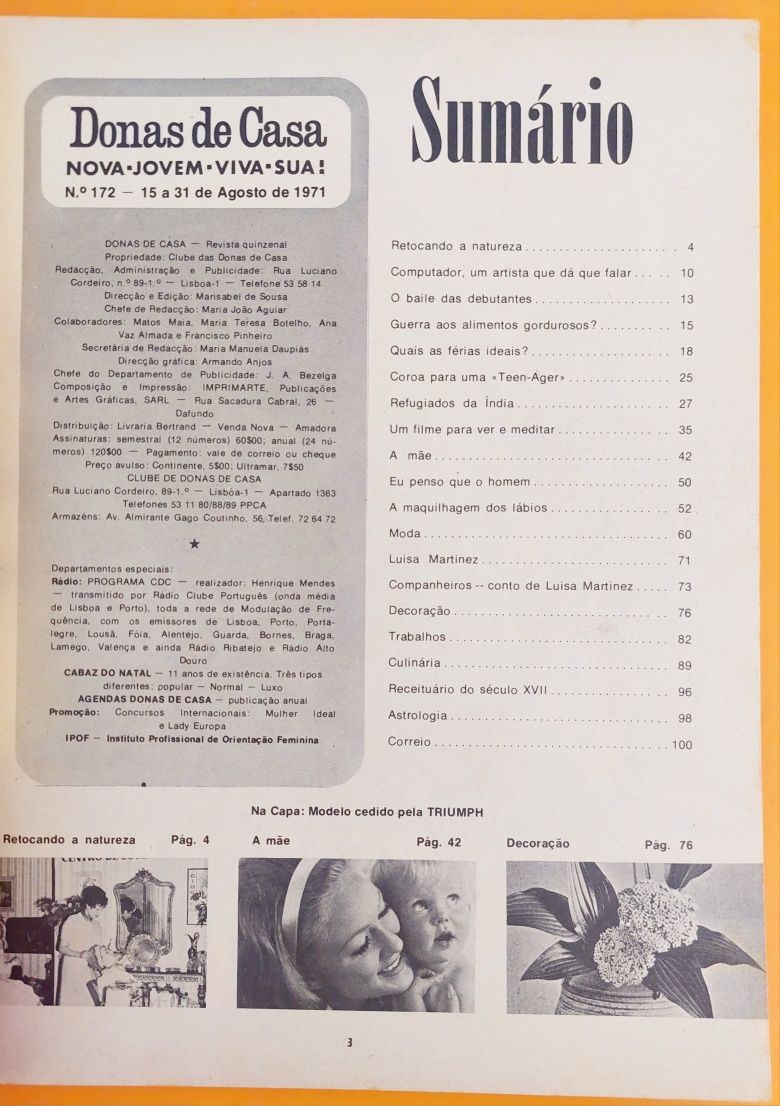 Donas de Casa
NOVA·JOVEM·VIVA·SUA!
N.º 172 — 15 a 31 de Agosto de 1971
DONAS DE CASA — Revista quinzenal
Propriedade: Clube das Donas de Casa
Redacção, Administração e Publicidade: Rua Luciano
Cordeiro, n.º 89-1.º — Lisboa-1 — Telefone 53 58 14
Direcção e Edição: Marisabel de Sousa
Chefe de Redacção: Maria João Aguiar
Colaboradores: Matos Maia, Maria Teresa Botelho, Ana
Vaz Almada e Francisco Pinheiro
Secretária de Redacção: Maria Manuela Daupiás
Direcção gráfica: Armando Anjos
Chefe do Departamento de Publicidade: J. A. Bezelga
Composição e Impressão: IMPRIMARTE, Publicações
e Artes Gráficas, SARL — Rua Sacadura Cabral, 26 —
Dafundo
Distribuição: Livraria Bertrand — Venda Nova — Amadora
Assinaturas: semestral (12 números) 60$00; anual (24 nú-
meros) 120$00 — Pagamento: vale de correio ou cheque
Preço avulso: Continente, 5$00; Ultramar, 7$50
CLUBE DE DONAS DE CASA
Rua Luciano Cordeiro, 89-1.º — Lisboa-1 — Apartado 1363
Telefones 53 11 80/88/89 PPCA
Armazéns: Av. Almirante Gago Coutinho, 56, Telef. 72 64 72
Departamentos especiais:
Rádio: PROGRAMA CDC — realizador: Henrique Mendes
— transmitido por Rádio Clube Português (onda média
de Lisboa e Porto), toda a rede de Modulação de Fre-
quência, com os emissores de Lisboa, Porto, Porta-
legre, Lousã, Fóia, Alentejo, Guarda, Bornes, Braga,
Lamego, Valença e ainda Rádio Ribatejo e Rádio Alto
Douro
CABAZ DO NATAL — 11 anos de existência. Três tipos
diferentes: popular — Normal — Luxo
AGENDAS DONAS DE CASA — publicação anual
Promoção: Concursos Internacionais: Mulher Ideal
e Lady Europa
IPOF — Instituto Profissional de Orientação Feminina
Sumário
Retocando a natureza ........................ 4
Computador, um artista que dá que falar ..... 10
O baile das debutantes .................... 13
Guerra aos alimentos gordurosos? .......... 15
Quais as férias ideais? ..................... 18
Coroa para uma «Teen-Ager» .............. 25
Refugiados da Índia ....................... 27
Um filme para ver e meditar ................ 35
A mãe .................................... 42
Eu penso que o homem .................... 50
A maquilhagem dos lábios ................. 52
Moda ..................................... 60
Luisa Martinez ............................ 71
Companheiros -- conto de Luisa Martinez ..... 73
Decoração ................................. 76
Trabalhos ................................. 82
Culinária .................................. 89
Receituário do século XVII ................. 96
Astrologia ................................. 98
Correio ................................... 100
Na Capa: Modelo cedido pela TRIUMPH
Retocando a natureza Pág. 4
A mãe Pág. 42
Decoração Pág. 76
3